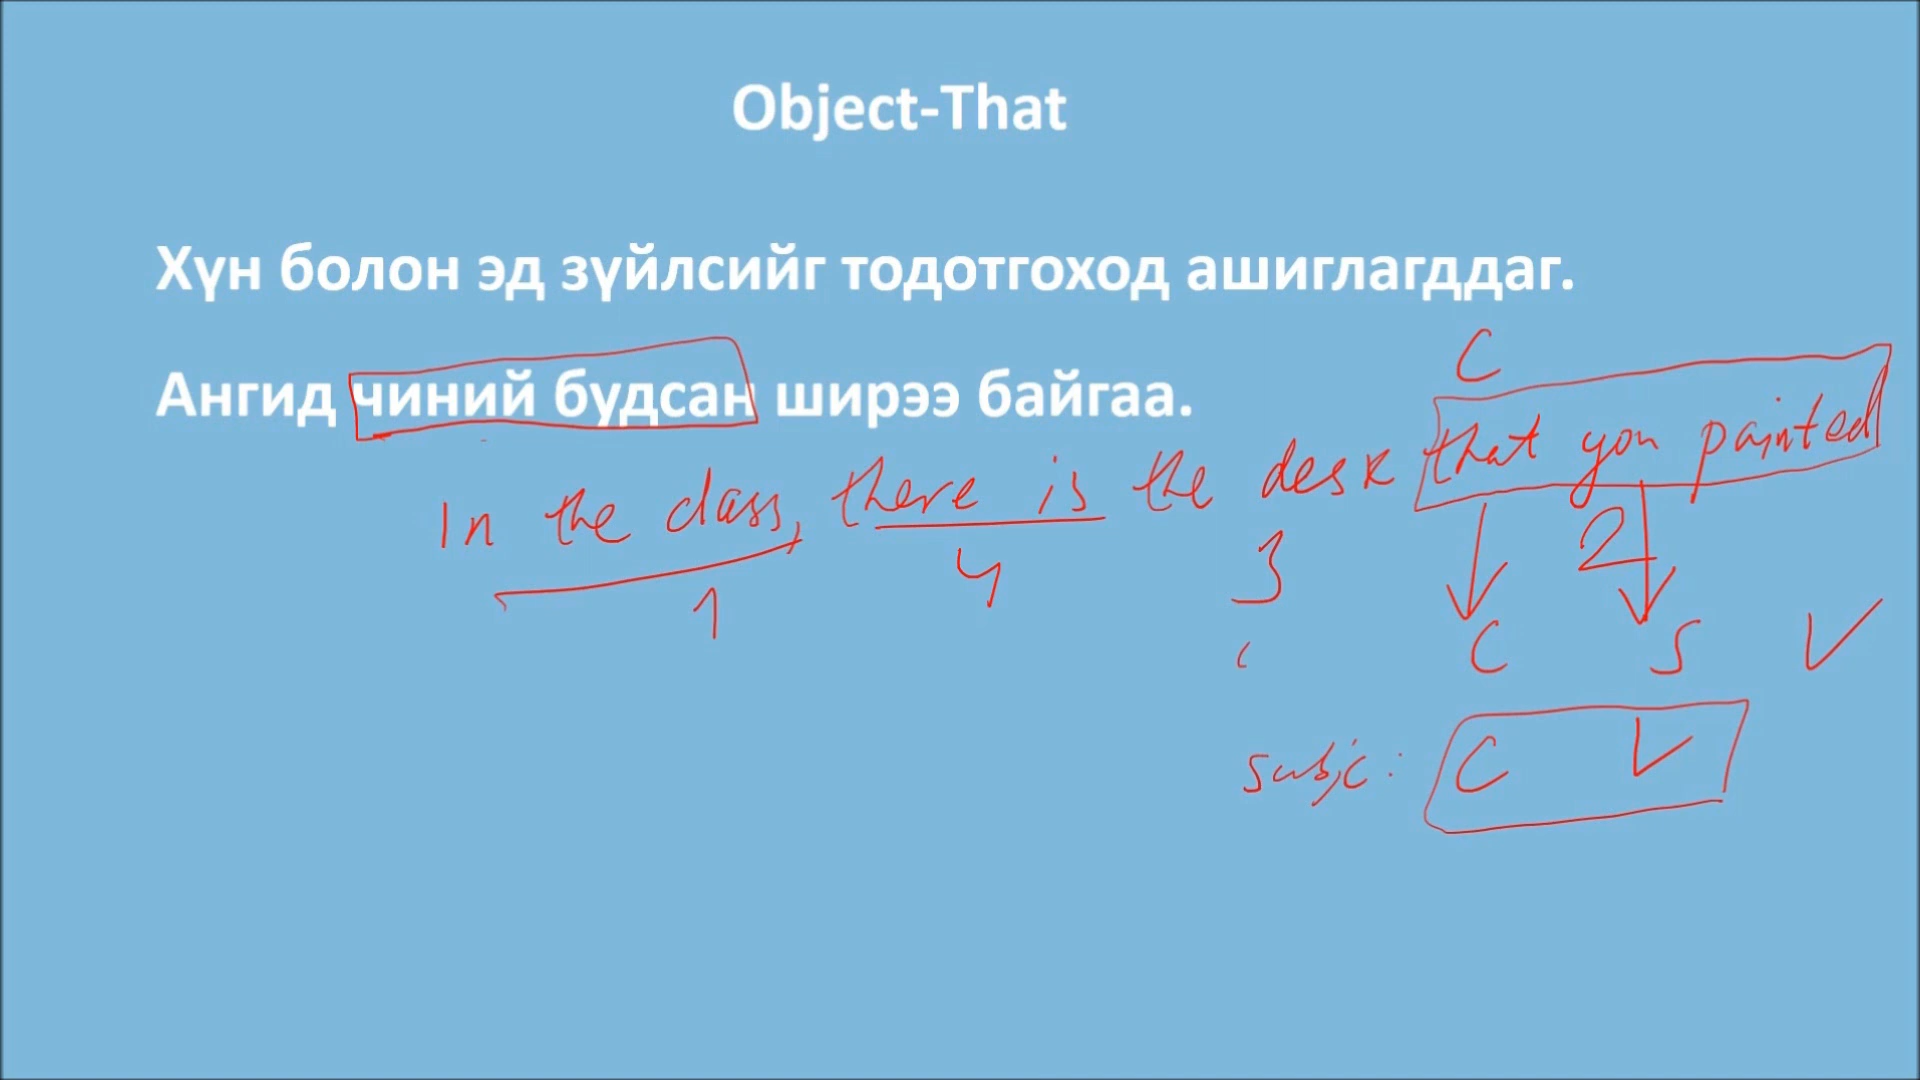 Object-That
Хүн болон эд зүйлсийг тодотгоход ашиглагддаг.
Ангид чиний будсан ширээ байгаа.
C
In the class, there is the desk that you painted
1 4 3 2
C S V
subjc: C V